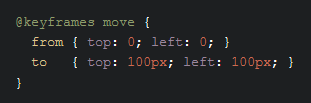 @keyframes move {
  from { top: 0; left: 0; }
  to   { top: 100px; left: 100px; }
}